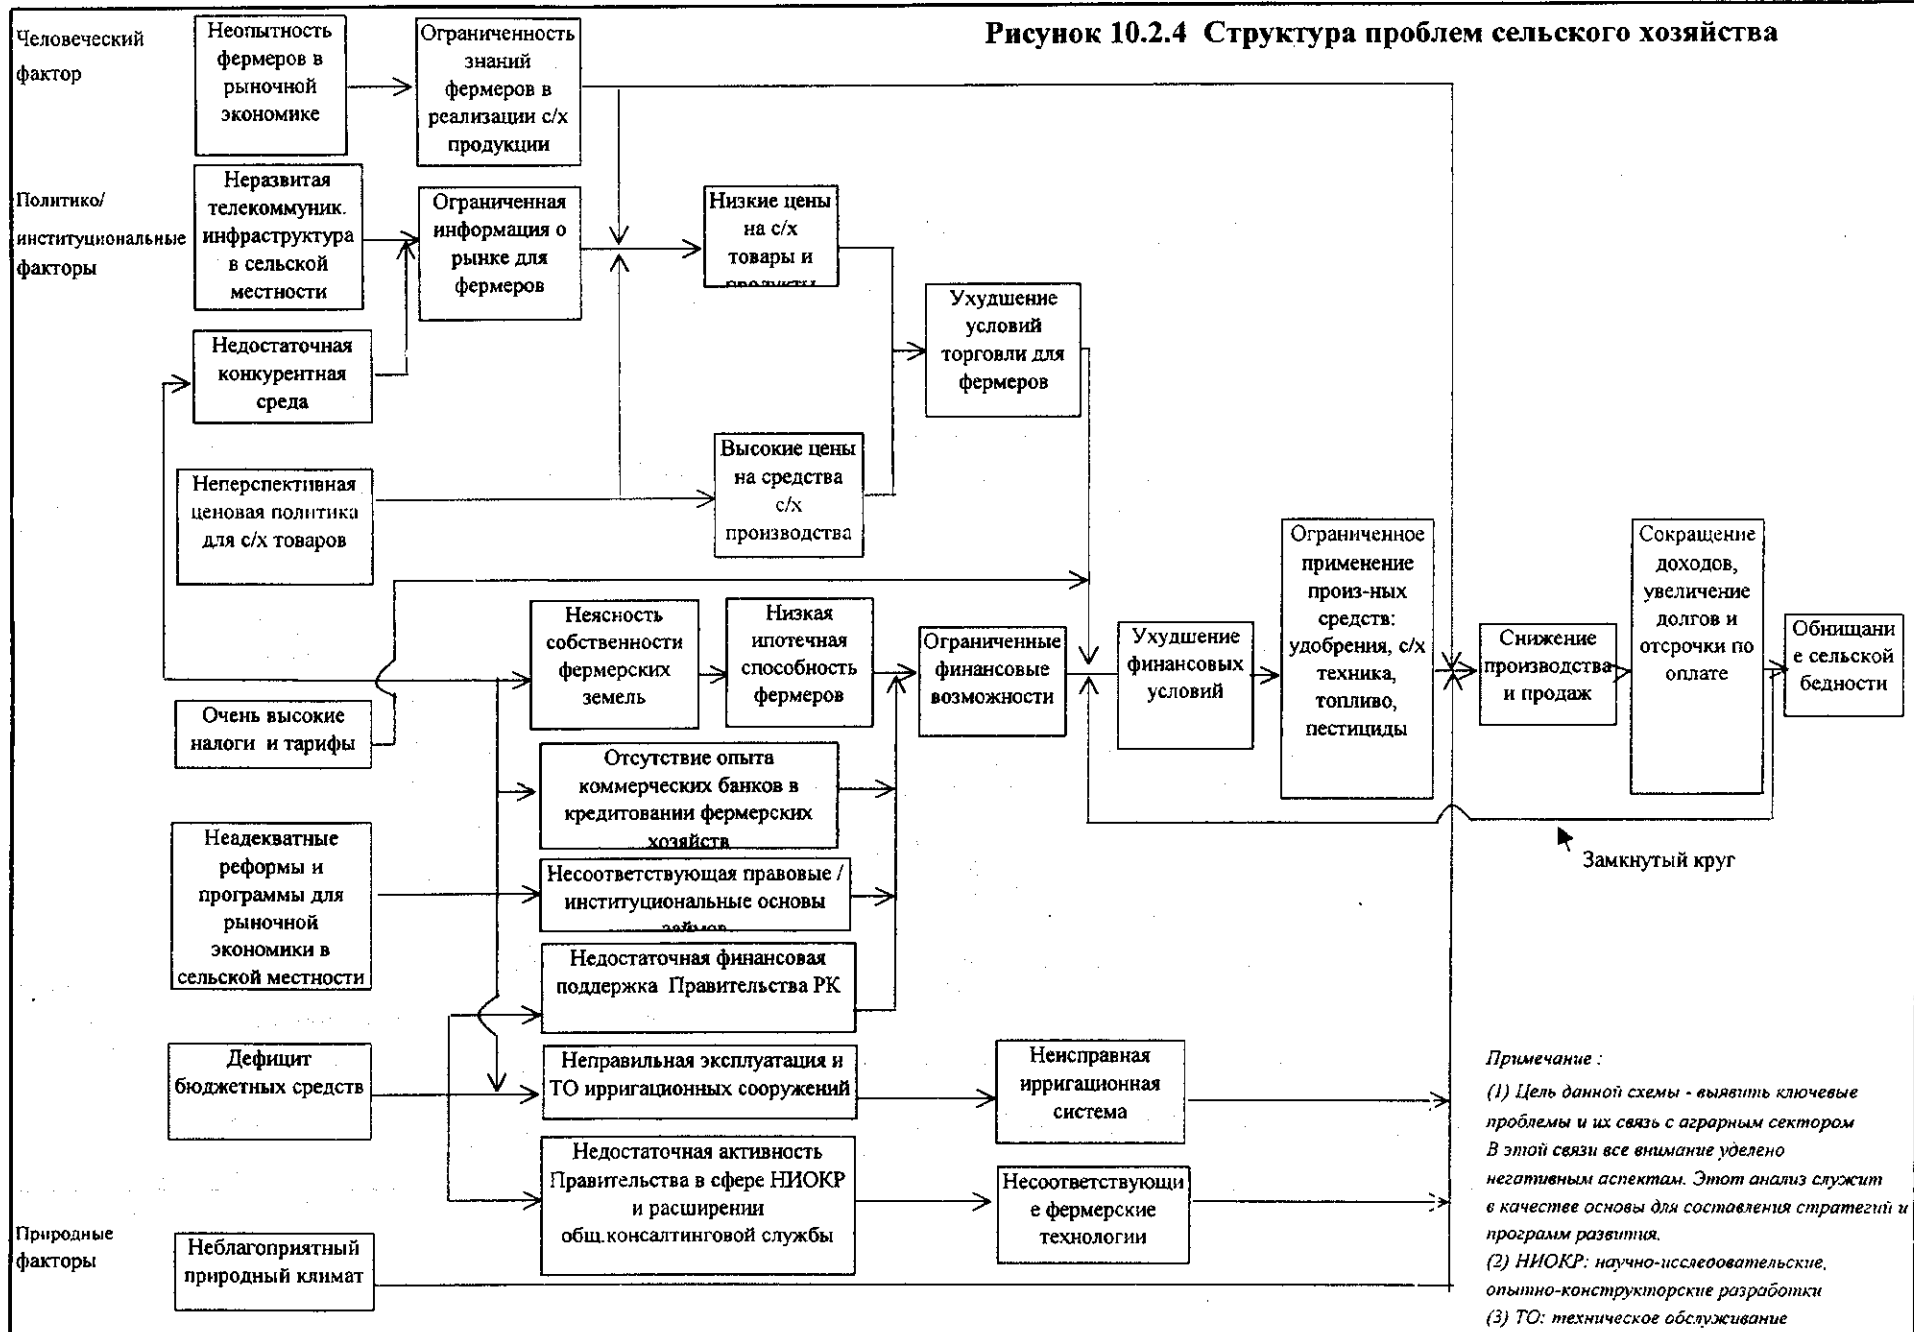 Рисунок 10.2.4 Структура проблем сельского хозяйства
Человеческий
фактор
Неопытность
фермеров в
рыночной
экономике
Ограниченность
знаний
фермеров в
реализации с/х
продукции
Политико/
институциональные
факторы
Неразвитая
телекоммуник.
инфраструктура
в сельской
местности
Ограниченная
информация о
рынке для
фермеров
Низкие цены
на с/х
товары и
продукты
Недостаточная
конкурентная
среда
Ухудшение
условий
торговли для
фермеров
Неперспективная
ценовая политика
для с/х товаров
Высокие цены
на средства
с/х
производства
Неясность
собственности
фермерских
земель
Низкая
ипотечная
способность
фермеров
Ограниченные
финансовые
возможности
Ухудшение
финансовых
условий
Ограниченное
применение
произ-ных
средств:
удобрения, с/х
техника,
топливо,
пестициды
Снижение
производства
и продаж
Сокращение
доходов,
увеличение
долгов и
отсрочки по
оплате
Обнищани
е сельской
бедности
Очень высокие
налоги и тарифы
Отсутствие опыта
коммерческих банков в
кредитовании фермерских
хозяйств
Замкнутый круг
Неадекватные
реформы и
программы для
рыночной
экономики в
сельской местности
Несоответствующая правовые /
институциональные основы
займов
Недостаточная финансовая
поддержка Правительства РК
Дефицит
бюджетных средств
Неправильная эксплуатация и
ТО ирригационных сооружений
Неисправная
ирригационная
система
Недостаточная активность
Правительства в сфере НИОКР
и расширении
общ.консалтинговой службы
Несоответствующи
е фермерские
технологии
Природные
факторы
Неблагоприятный
природный климат
Примечание :
(1) Цель данной схемы - выявить ключевые
проблемы и их связь с аграрным сектором
В этой связи все внимание уделено
негативным аспектам. Этот анализ служит
в качестве основы для составления стратегий и
программ развития.
(2) НИОКР: научно-исследовательские,
опытно-конструкторские разработки
(3) ТО: техническое обслуживание